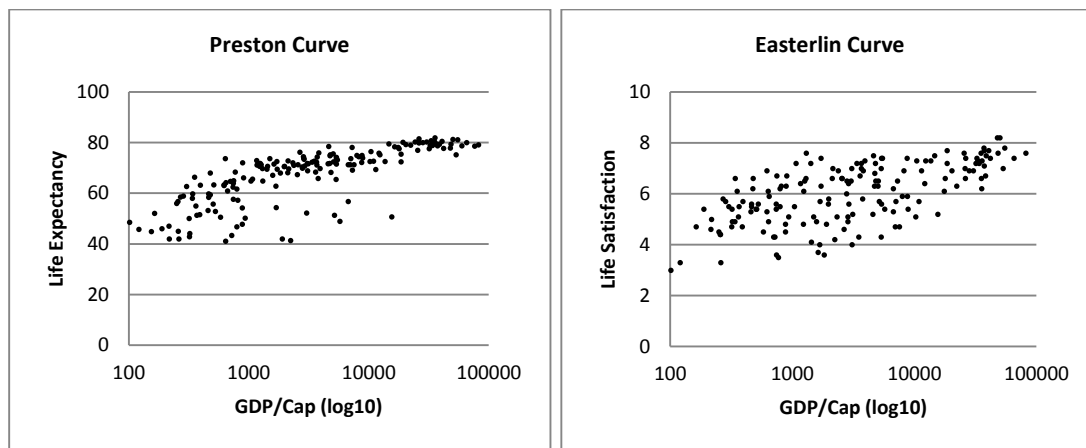 Preston Curve
Life Expectancy
100
80
60
40
20
0
100 1000 10000 100000
GDP/Cap (log10)
Easterlin Curve
Life Satisfaction
10
8
6
4
2
0
100 1000 10000 100000
GDP/Cap (log10)